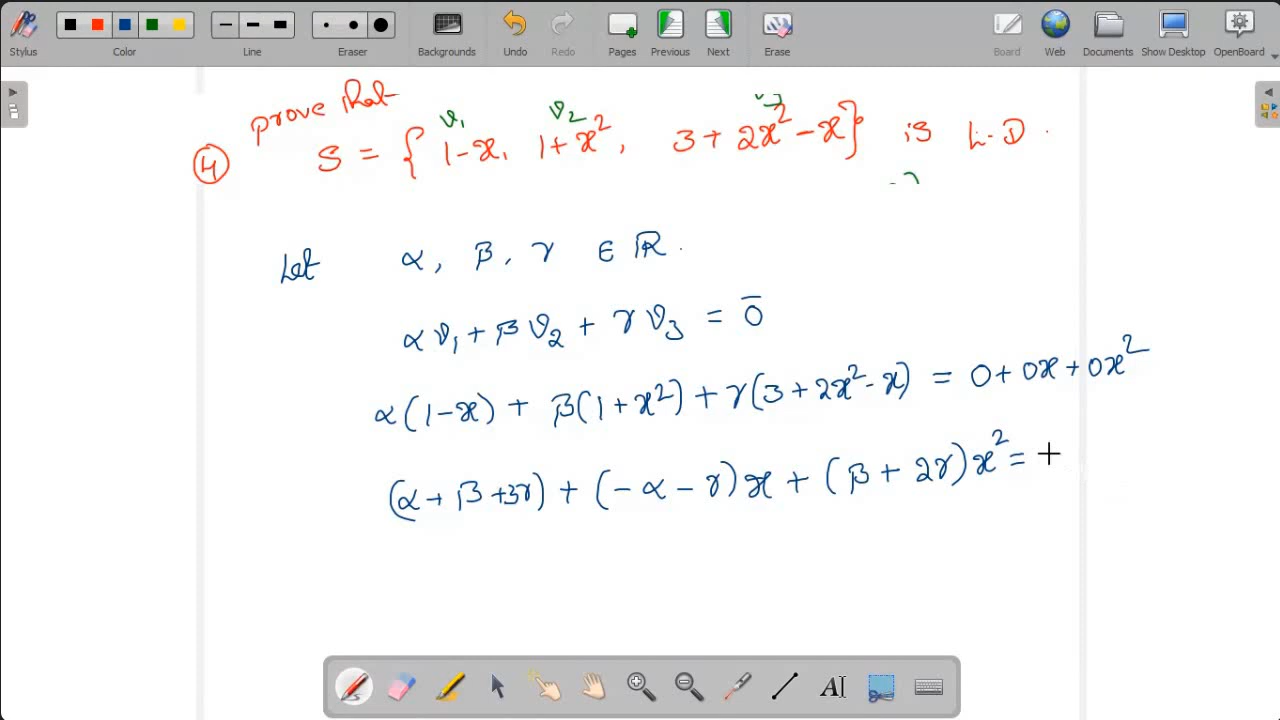 Stylus Color Line Eraser Backgrounds Undo Redo Pages Previous Next Erase Board Web Documents Show Desktop OpenBoard
prove that
v₁ v₂ v₃
④ S = { 1-x, 1+x², 3+2x²-x} is L.D.
Let α, β, γ ∈ ℝ.
αv₁ + βv₂ + γv₃ = 0̄
α(1-x) + β(1+x²) + γ(3+2x²-x) = 0+0x+0x²
(α+β+3γ) + (-α-γ)x + (β+2γ)x² =
AI